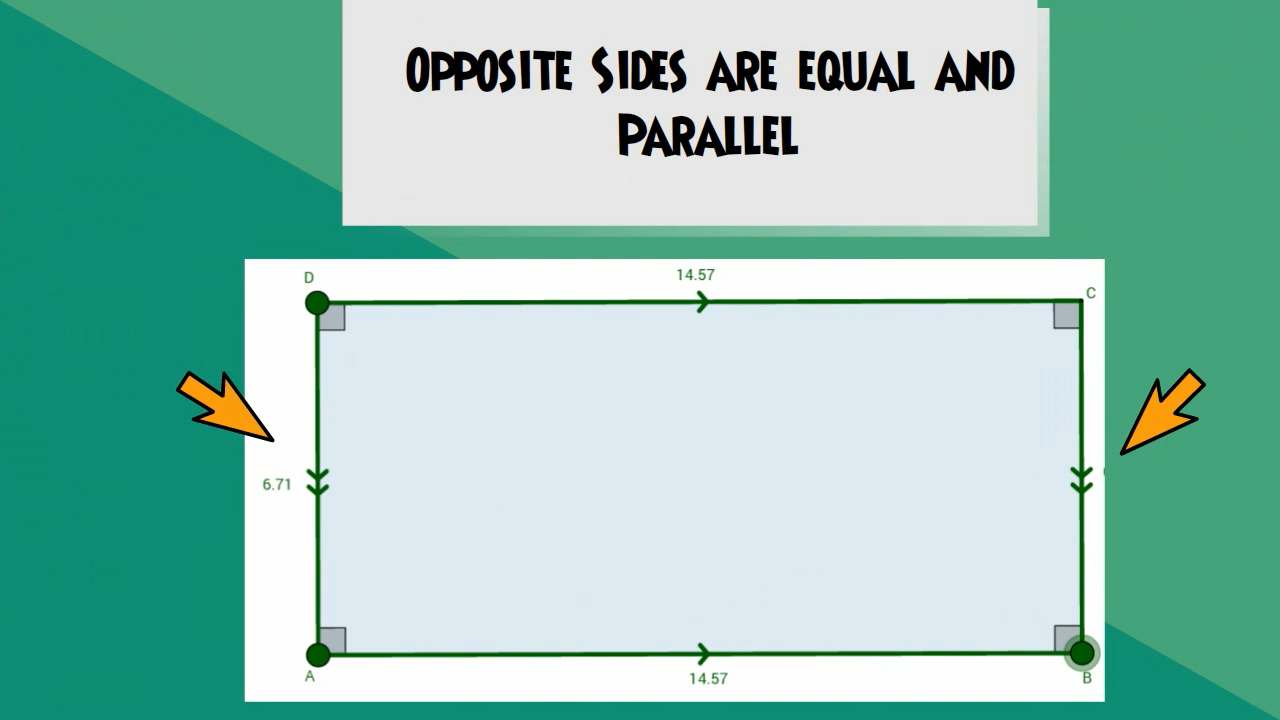 Opposite Sides are equal and
Parallel
D
14.57
C
6.71
A
14.57
B